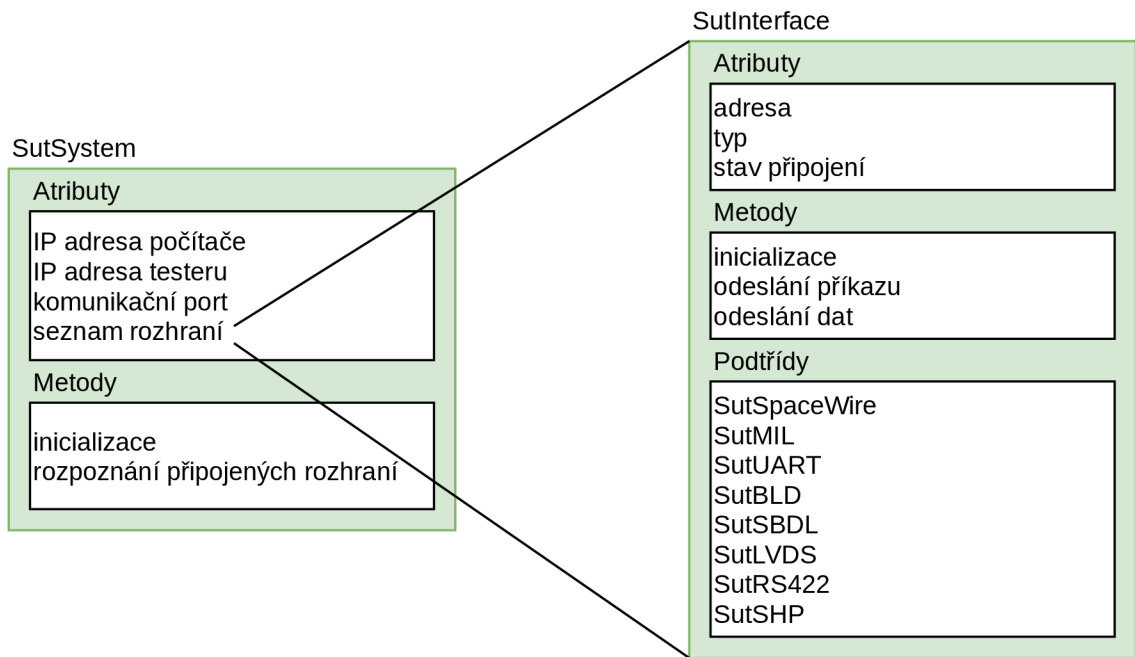 SutSystem
Atributy
IP adresa počítače
IP adresa testeru
komunikační port
seznam rozhraní
Metody
inicializace
rozpoznání připojených rozhraní
SutInterface
Atributy
adresa
typ
stav připojení
Metody
inicializace
odeslání příkazu
odeslání dat
Podtřídy
SutSpaceWire
SutMIL
SutUART
SutBLD
SutSBDL
SutLVDS
SutRS422
SutSHP